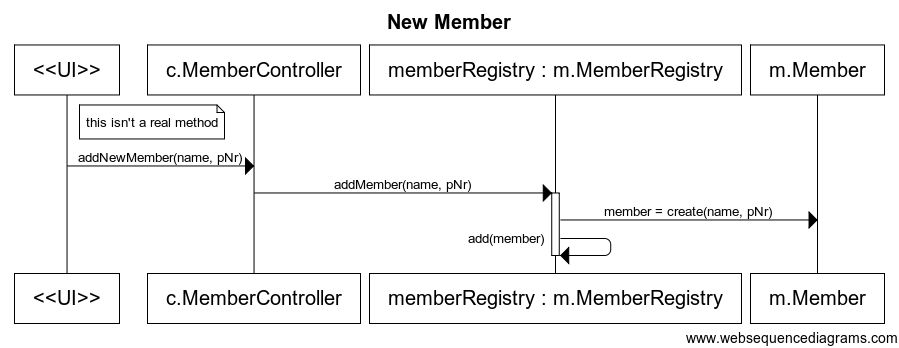 New Member
<<UI>>
c.MemberController
memberRegistry : m.MemberRegistry
m.Member
this isn't a real method
addNewMember(name, pNr)
addMember(name, pNr)
member = create(name, pNr)
add(member)
<<UI>>
c.MemberController
memberRegistry : m.MemberRegistry
m.Member
www.websequencediagrams.com